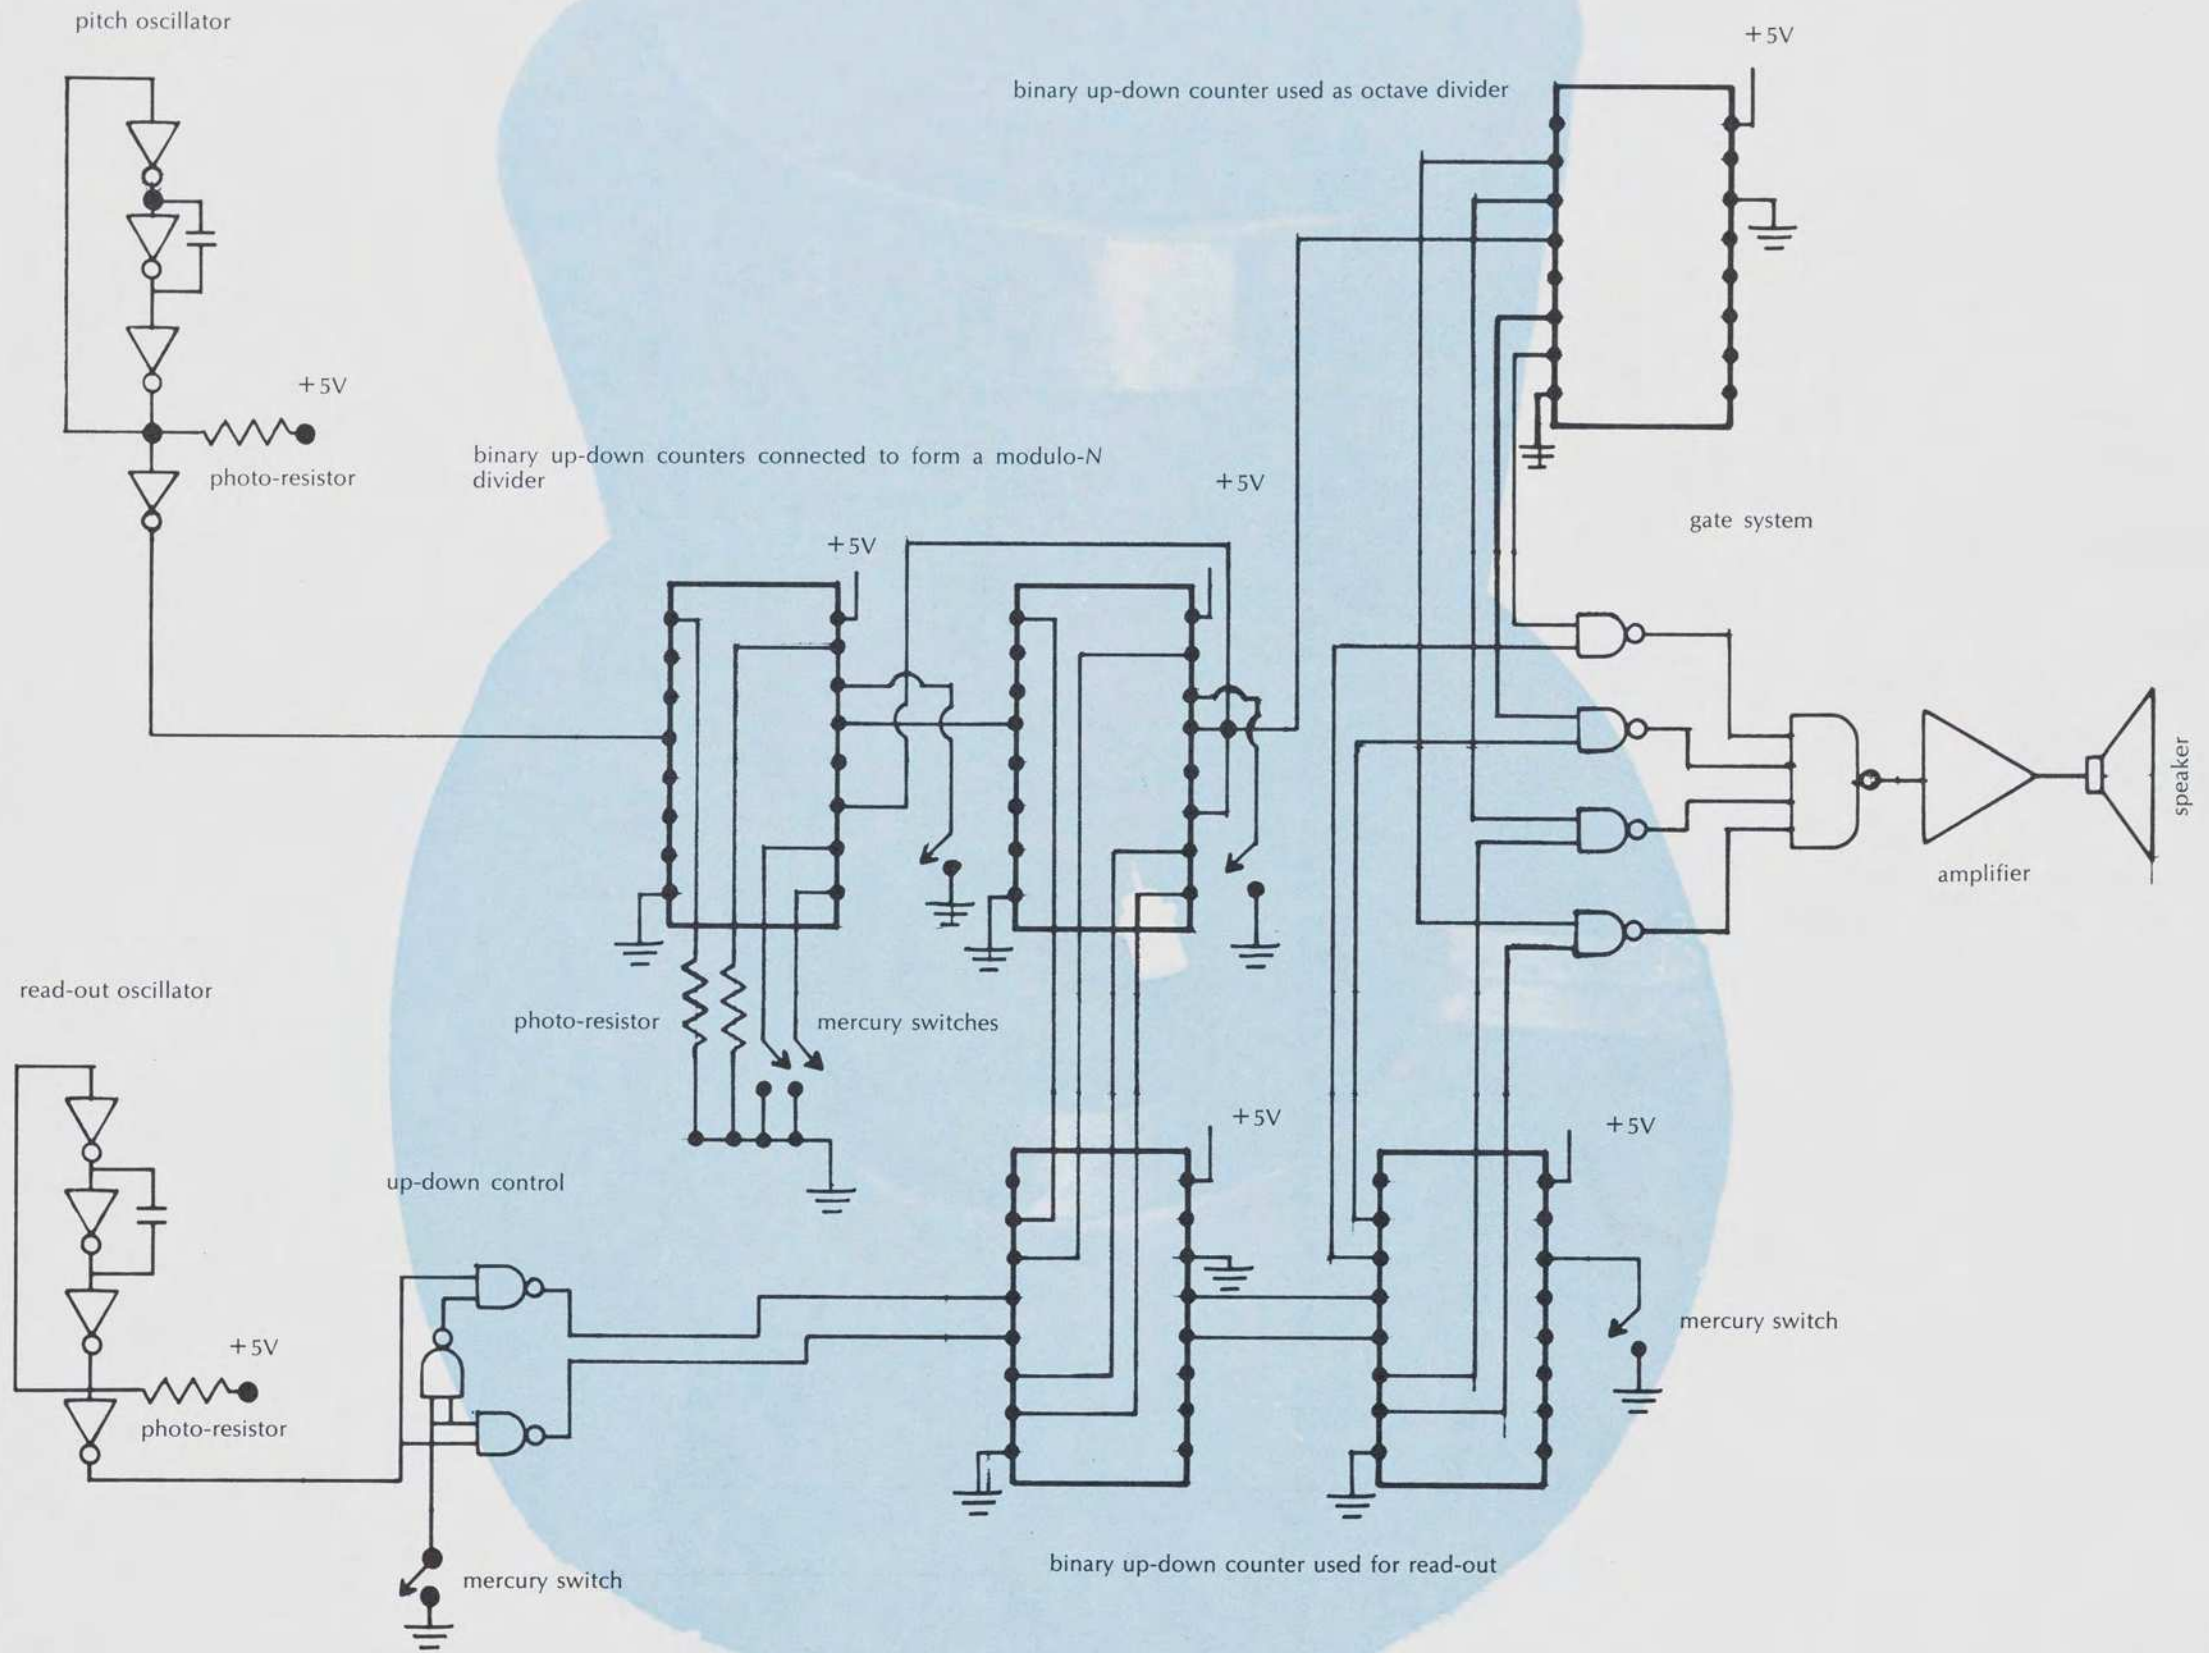 pitch oscillator
+5V
binary up-down counter used as octave divider
+5V
photo-resistor
binary up-down counters connected to form a modulo-N
divider
+5V
+5V
gate system
speaker
amplifier
read-out oscillator
photo-resistor
mercury switches
+5V
+5V
up-down control
+5V
photo-resistor
mercury switch
mercury switch
binary up-down counter used for read-out